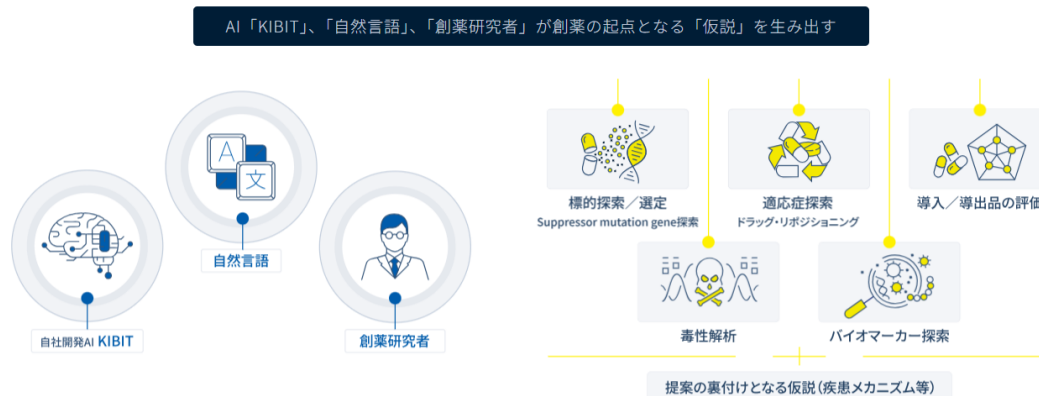 AI「KIBIT」、「自然言語」、「創薬研究者」が創薬の起点となる「仮説」を生み出す
A
文
自然言語
自社開発AI KIBIT
創薬研究者
標的探索／選定
Suppressor mutation gene探索
適応症探索
ドラッグ・リポジショニング
導入／導出品の評価
毒性解析
バイオマーカー探索
提案の裏付けとなる仮説（疾患メカニズム等）